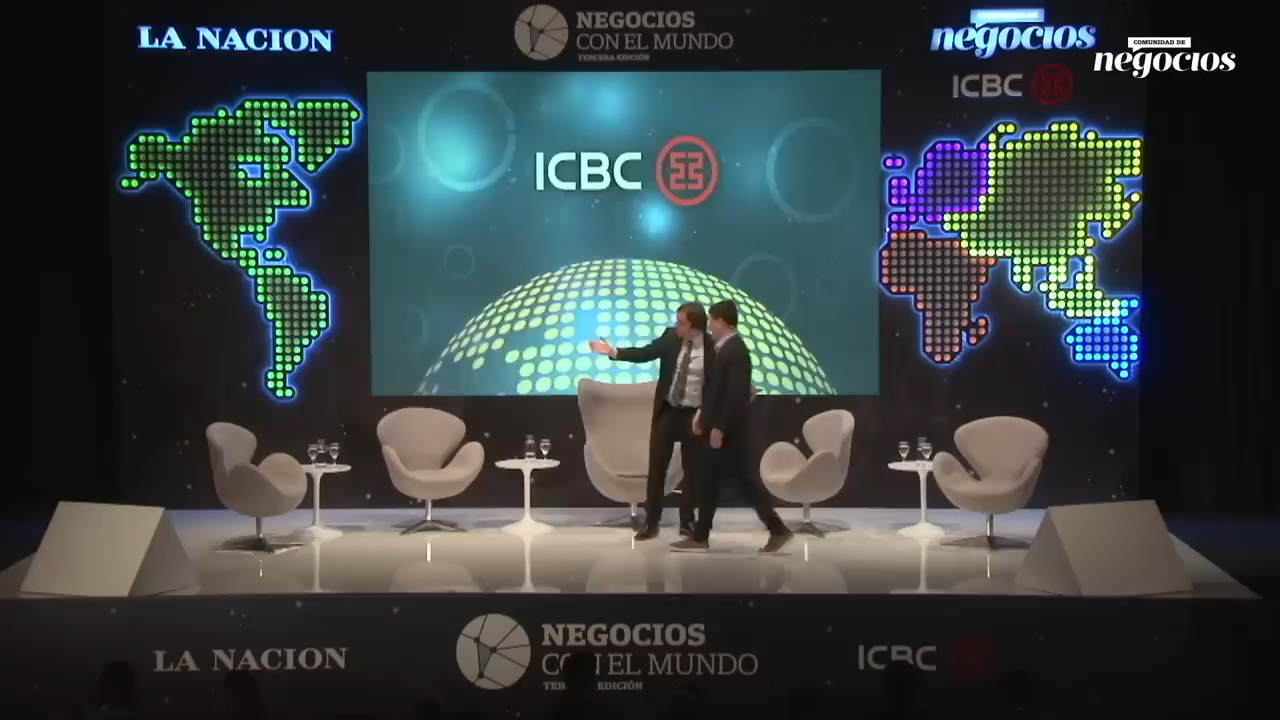 LA NACION
NEGOCIOS
CON EL MUNDO
TERCERA EDICIÓN
negocios
COMUNIDAD DE
negocios
ICBC
ICBC
LA NACION
NEGOCIOS
CON EL MUNDO
EDICIÓN
ICBC